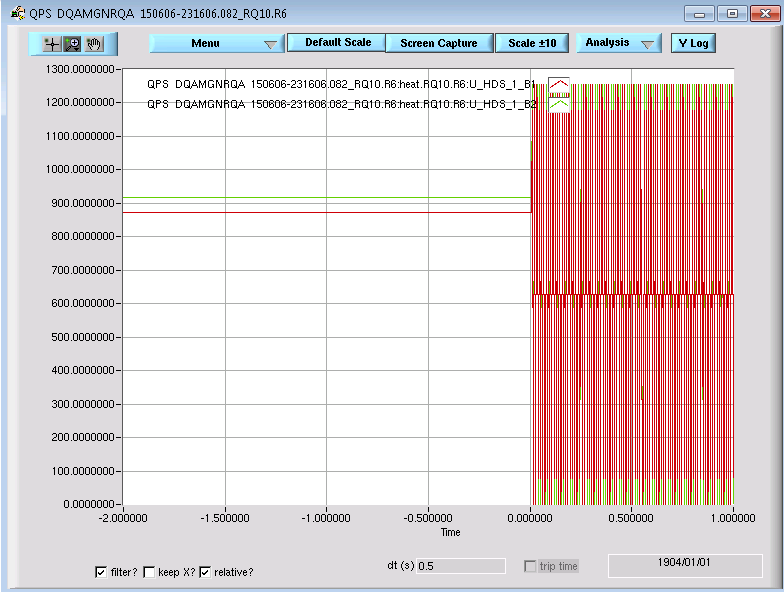 QPS DQAMGNRQA 150606-231606.082_RQ10.R6
Menu Default Scale Screen Capture Scale ±10 Analysis Y Log
1300.0000000
QPS DQAMGNRQA 150606-231606.082_RQ10.R6:heat.RQ10.R6:U_HDS_1_B1
1200.0000000
QPS DQAMGNRQA 150606-231606.082_RQ10.R6:heat.RQ10.R6:U_HDS_1_B2
1100.0000000
1000.0000000
900.0000000
800.0000000
700.0000000
600.0000000
500.0000000
400.0000000
300.0000000
200.0000000
100.0000000
0.0000000
-2.000000 -1.500000 -1.000000 -0.500000 0.000000 0.500000 1.000000
Time
filter? keep X? relative? dt (s) 0.5 trip time 1904/01/01